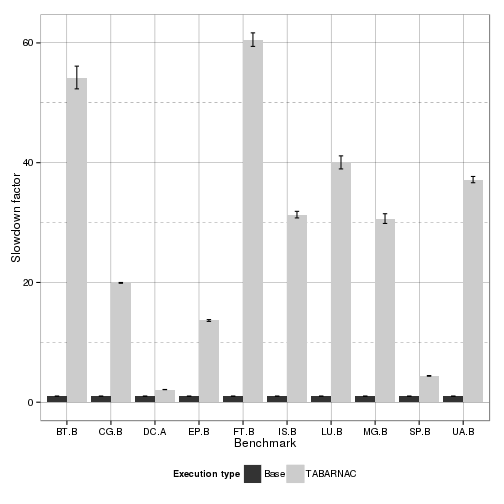 60
40
20
0
Slowdown factor
BT.B CG.B DC.A EP.B FT.B IS.B LU.B MG.B SP.B UA.B
Benchmark
Execution type Base TABARNAC